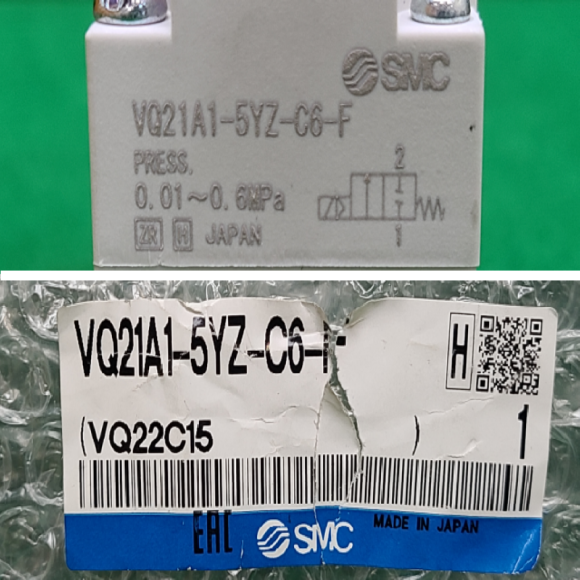 SMC
VQ21A1-5YZ-C6-F
PRESS.
0.01~0.6MPa
ZR H JAPAN
2
1
VQ21A1-5YZ-C6-
H
(VQ22C15 )
1
EAC SMC MADE IN JAPAN